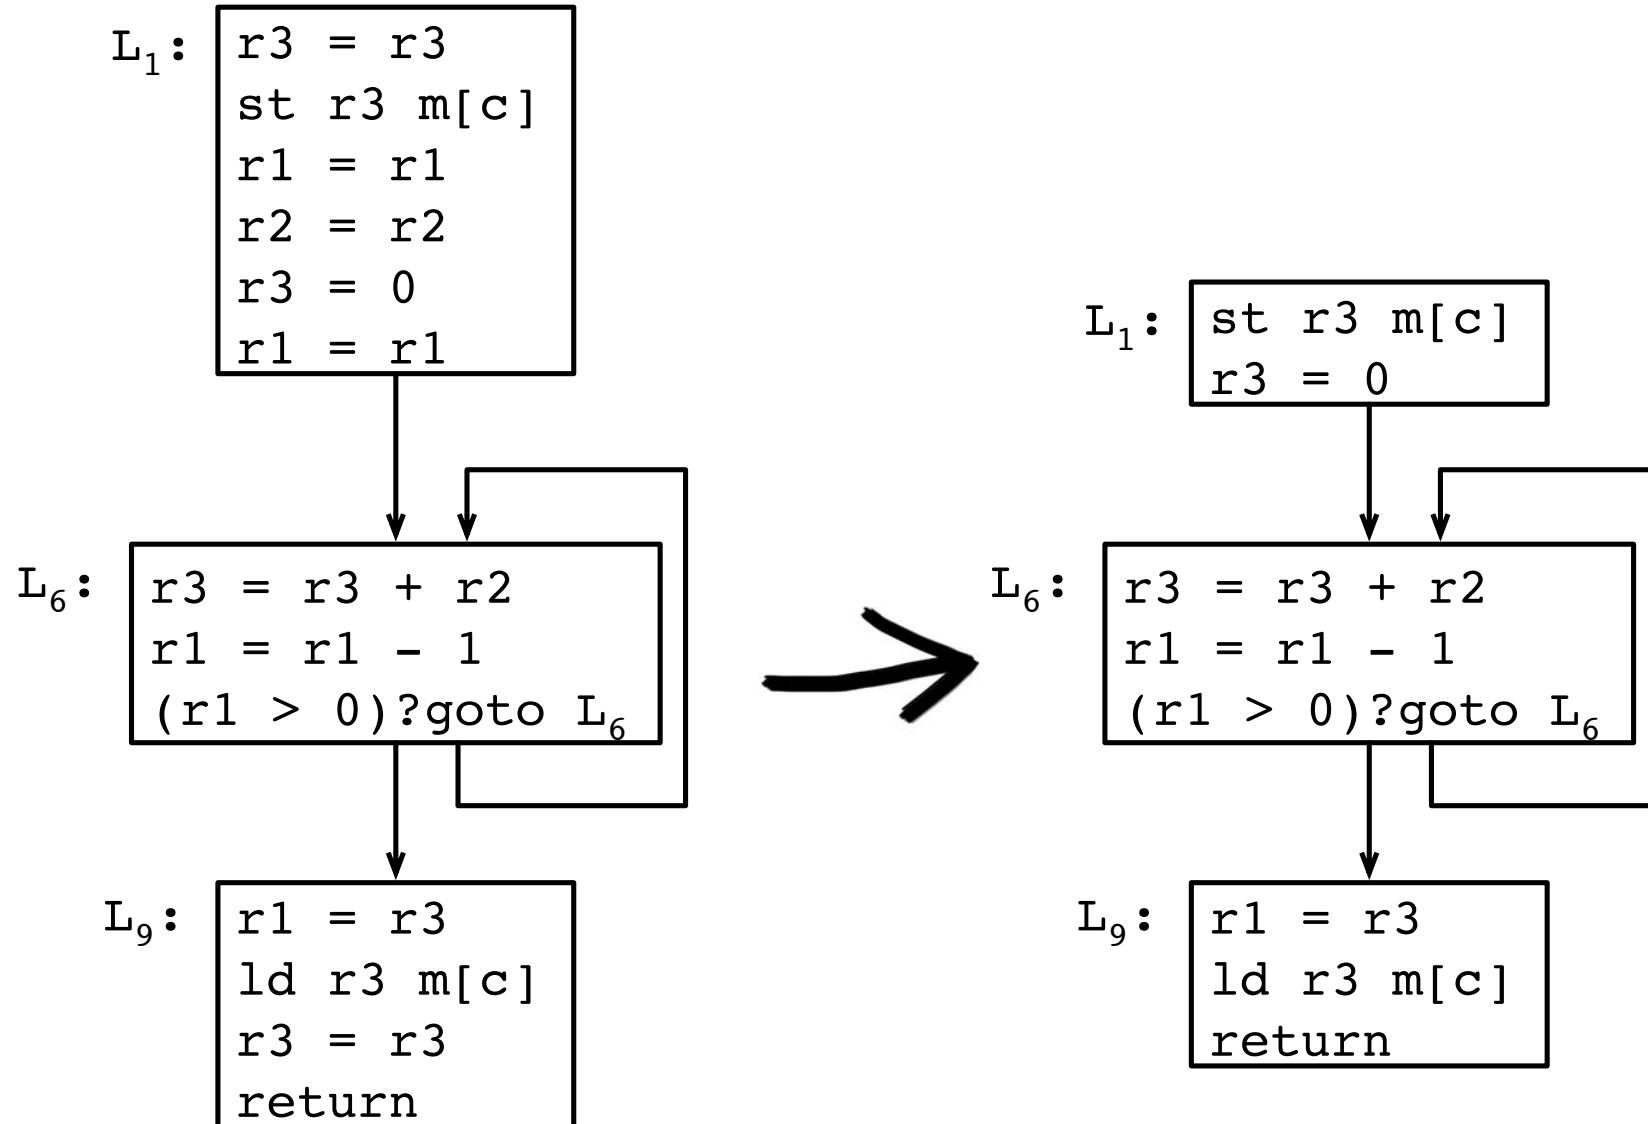 L₁:
r3 = r3
st r3 m[c]
r1 = r1
r2 = r2
r3 = 0
r1 = r1
L₆:
r3 = r3 + r2
r1 = r1 - 1
(r1 > 0)?goto L₆
L₉:
r1 = r3
ld r3 m[c]
r3 = r3
return
L₁:
st r3 m[c]
r3 = 0
L₆:
r3 = r3 + r2
r1 = r1 - 1
(r1 > 0)?goto L₆
L₉:
r1 = r3
ld r3 m[c]
return